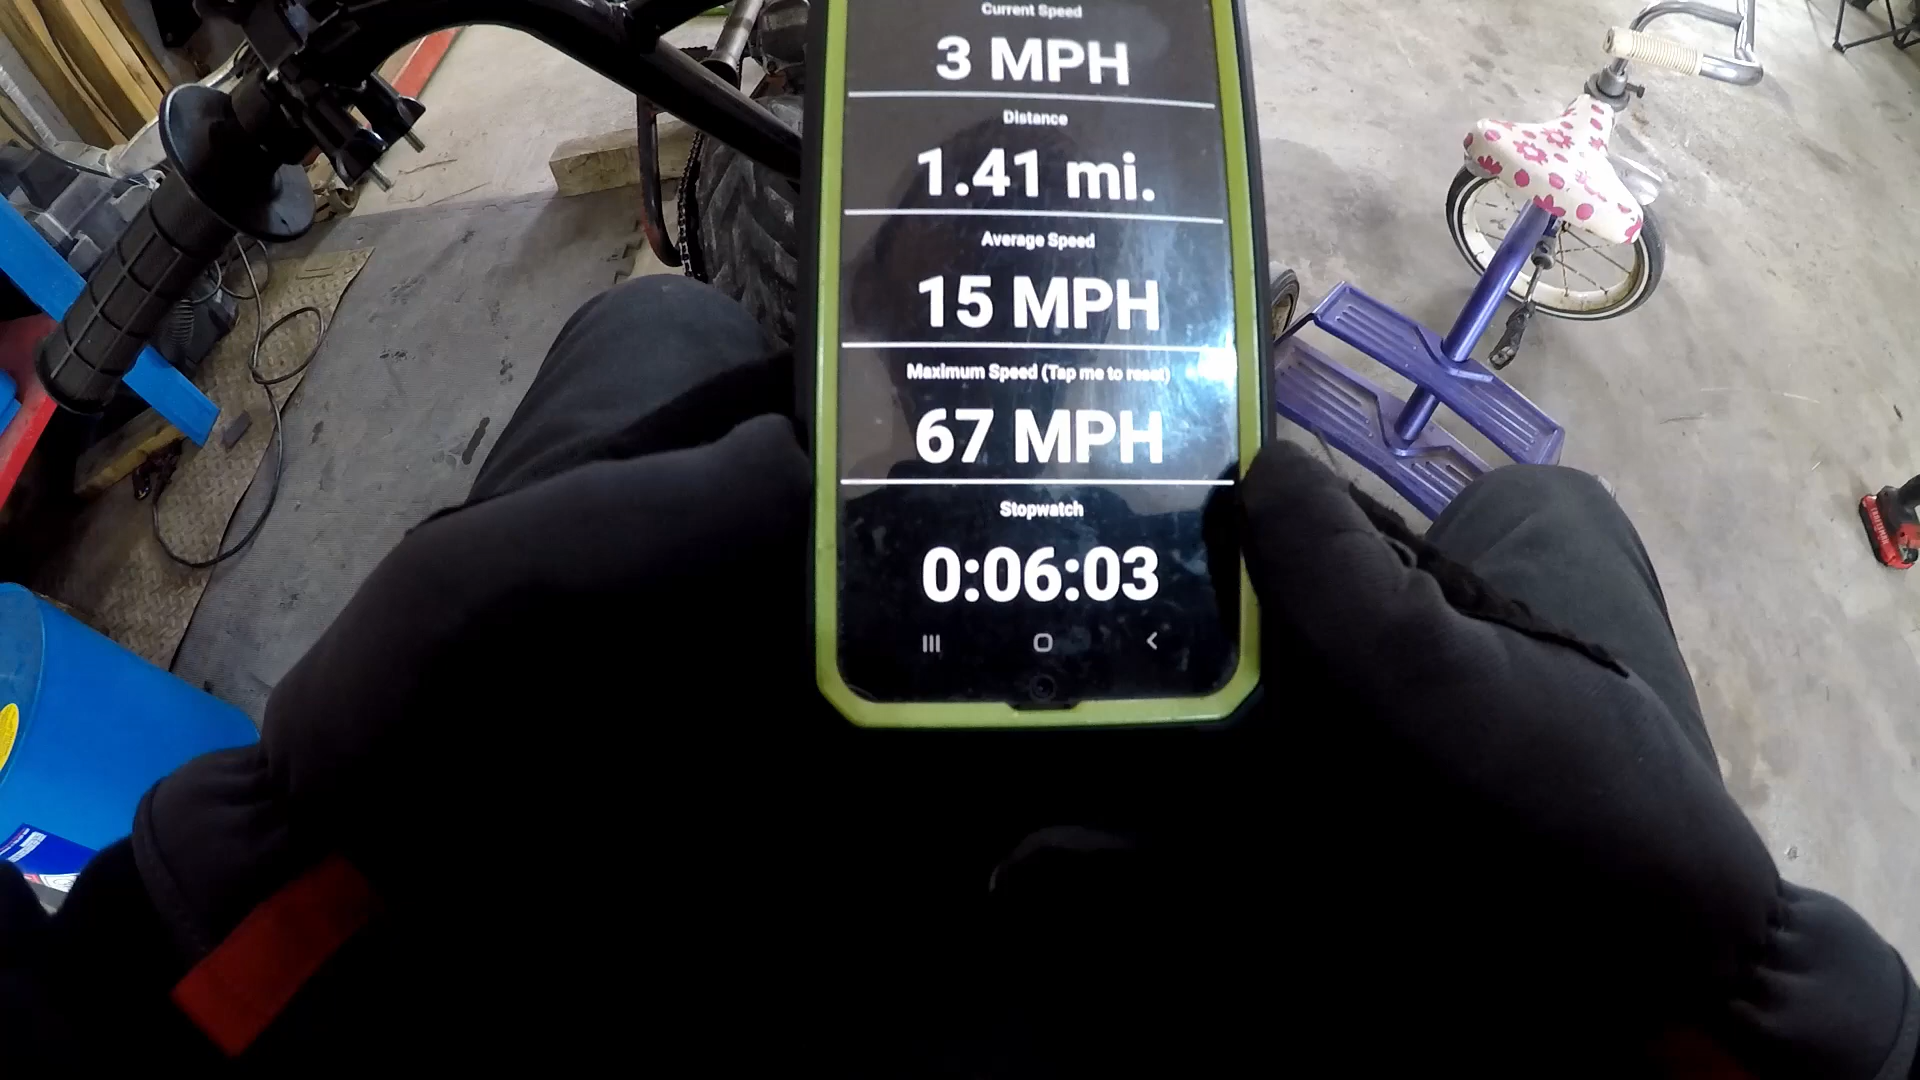 Current Speed
3 MPH
Distance
1.41 mi.
Average Speed
15 MPH
Maximum Speed (Tap me to reset)
67 MPH
Stopwatch
0:06:03